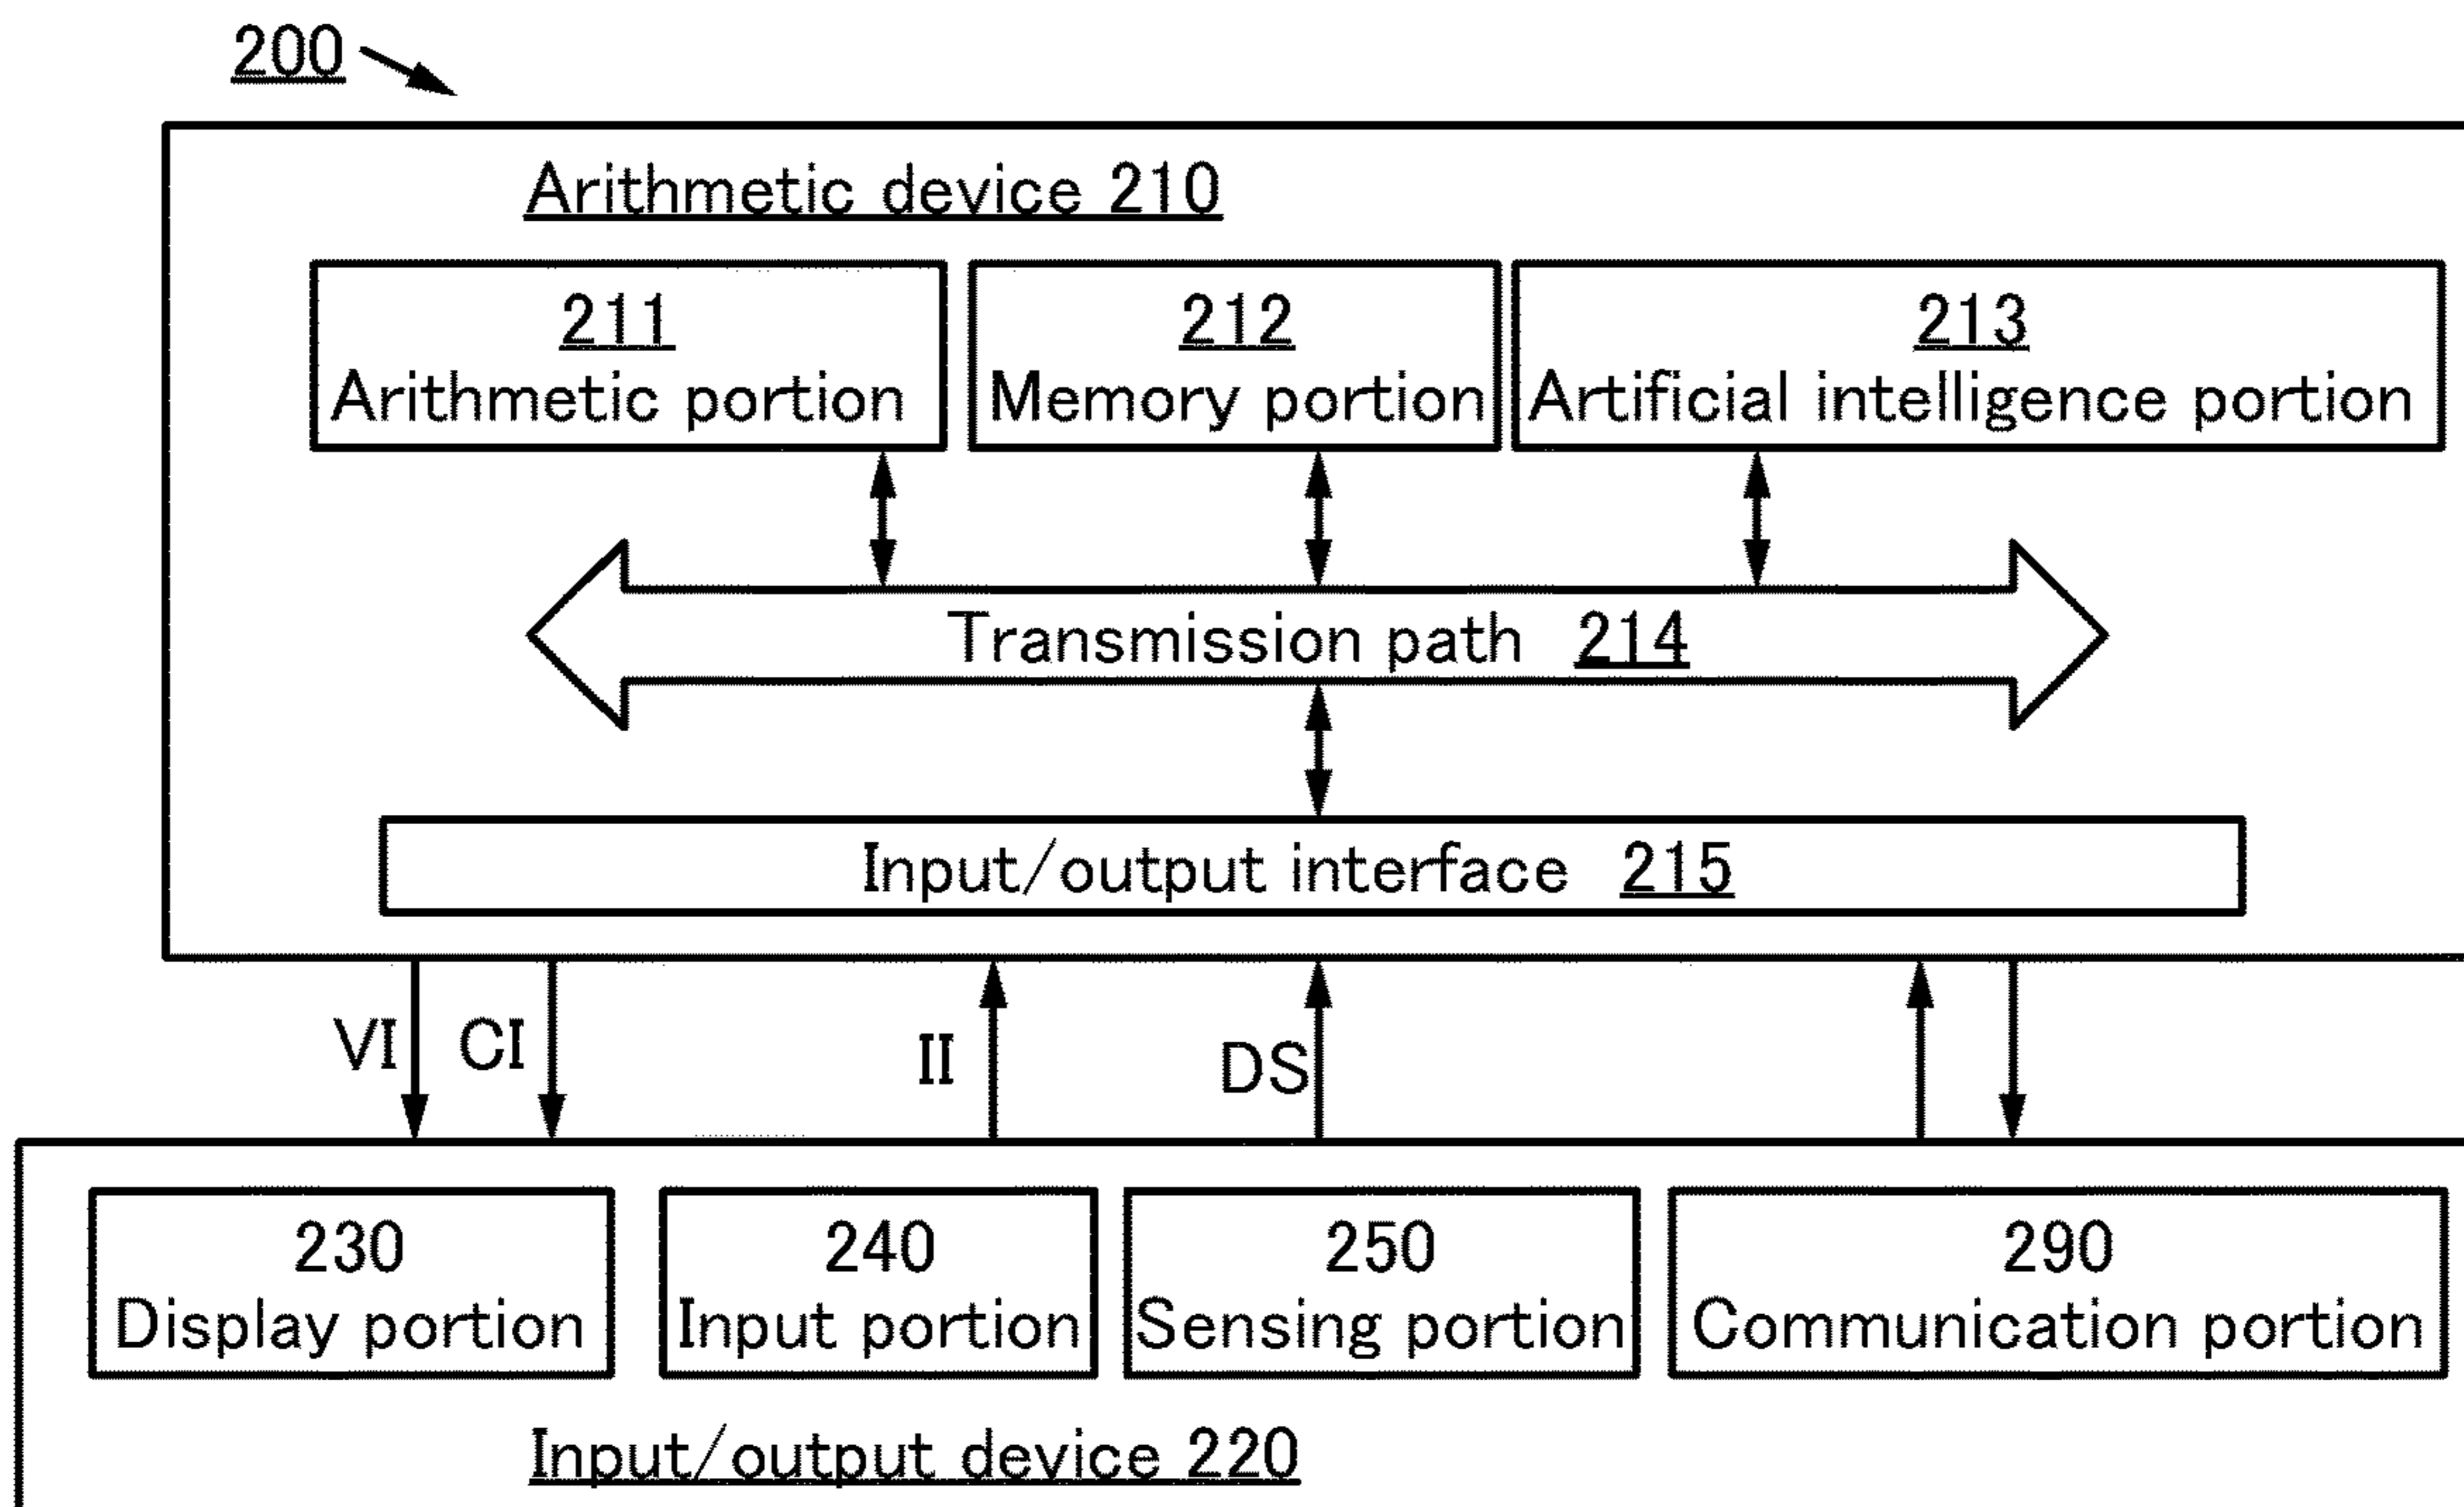 200
Arithmetic device 210
211
Arithmetic portion
212
Memory portion
213
Artificial intelligence portion
Transmission path 214
Input/output interface 215
VI
CI
II
DS
230
Display portion
240
Input portion
250
Sensing portion
290
Communication portion
Input/output device 220